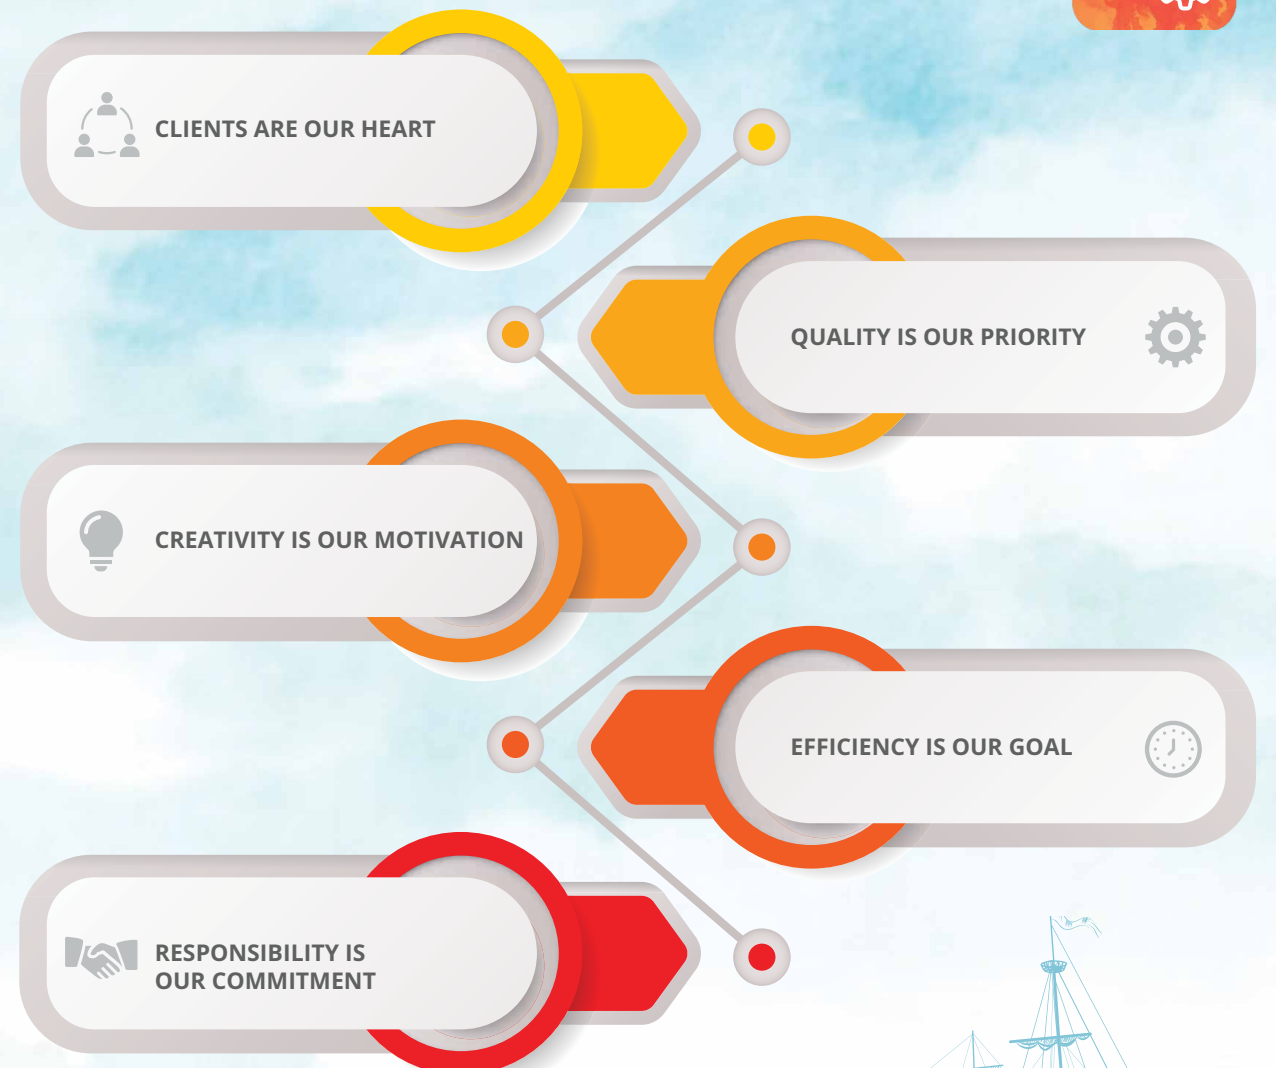 CLIENTS ARE OUR HEART
QUALITY IS OUR PRIORITY
CREATIVITY IS OUR MOTIVATION
EFFICIENCY IS OUR GOAL
RESPONSIBILITY IS
OUR COMMITMENT